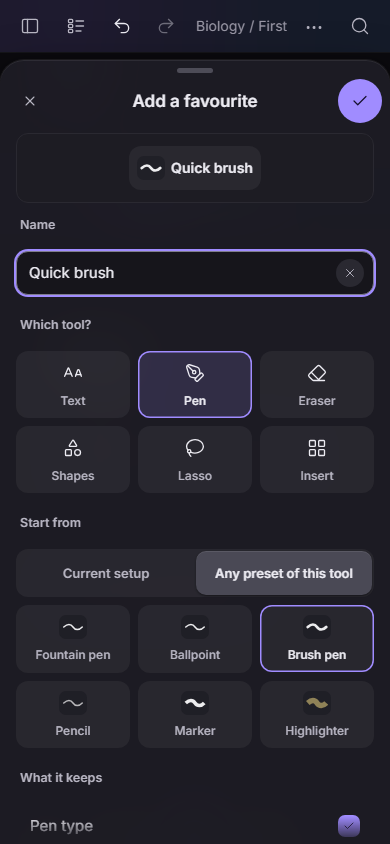 Biology / First
Add a favourite
Quick brush
Name
Quick brush
Which tool?
Text
Pen
Eraser
Shapes
Lasso
Insert
Start from
Current setup
Any preset of this tool
Fountain pen
Ballpoint
Brush pen
Pencil
Marker
Highlighter
What it keeps
Pen type